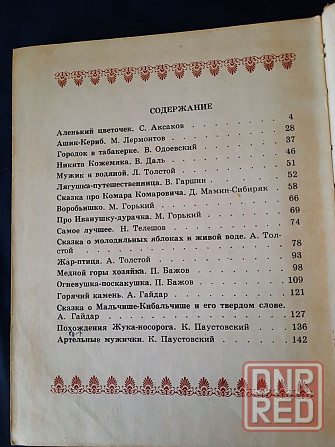 СОДЕРЖАНИЕ
Аленький цветочек. С. Аксаков 4
Ашик-Кериб. М. Лермонтов 28
Городок в табакерке. В. Одоевский 37
Никита Кожемяка. В. Даль 46
Мужик и водяной. Л. Толстой 51
Лягушка-путешественница. В. Гаршин 52
Сказка про Комара Комаровича. Д. Мамин-Сибиряк 58
Воробьишко. М. Горький 66
Про Иванушку-дурачка. М. Горький 69
Самое лучшее. Н. Телешов 74
Сказка о молодильных яблоках и живой воде. А. Тол-
стой 78
Жар-птица. А. Толстой 93
Медной горы хозяйка. П. Бажов 98
Огневушка-поскакушка. П. Бажов 109
Горячий камень. А. Гайдар 121
Сказка о Мальчише-Кибальчише и его твердом слове.
А. Гайдар 127
Похождения Жука-носорога. К. Паустовский 136
Артельные мужички. К. Паустовский 142
DNR
RED